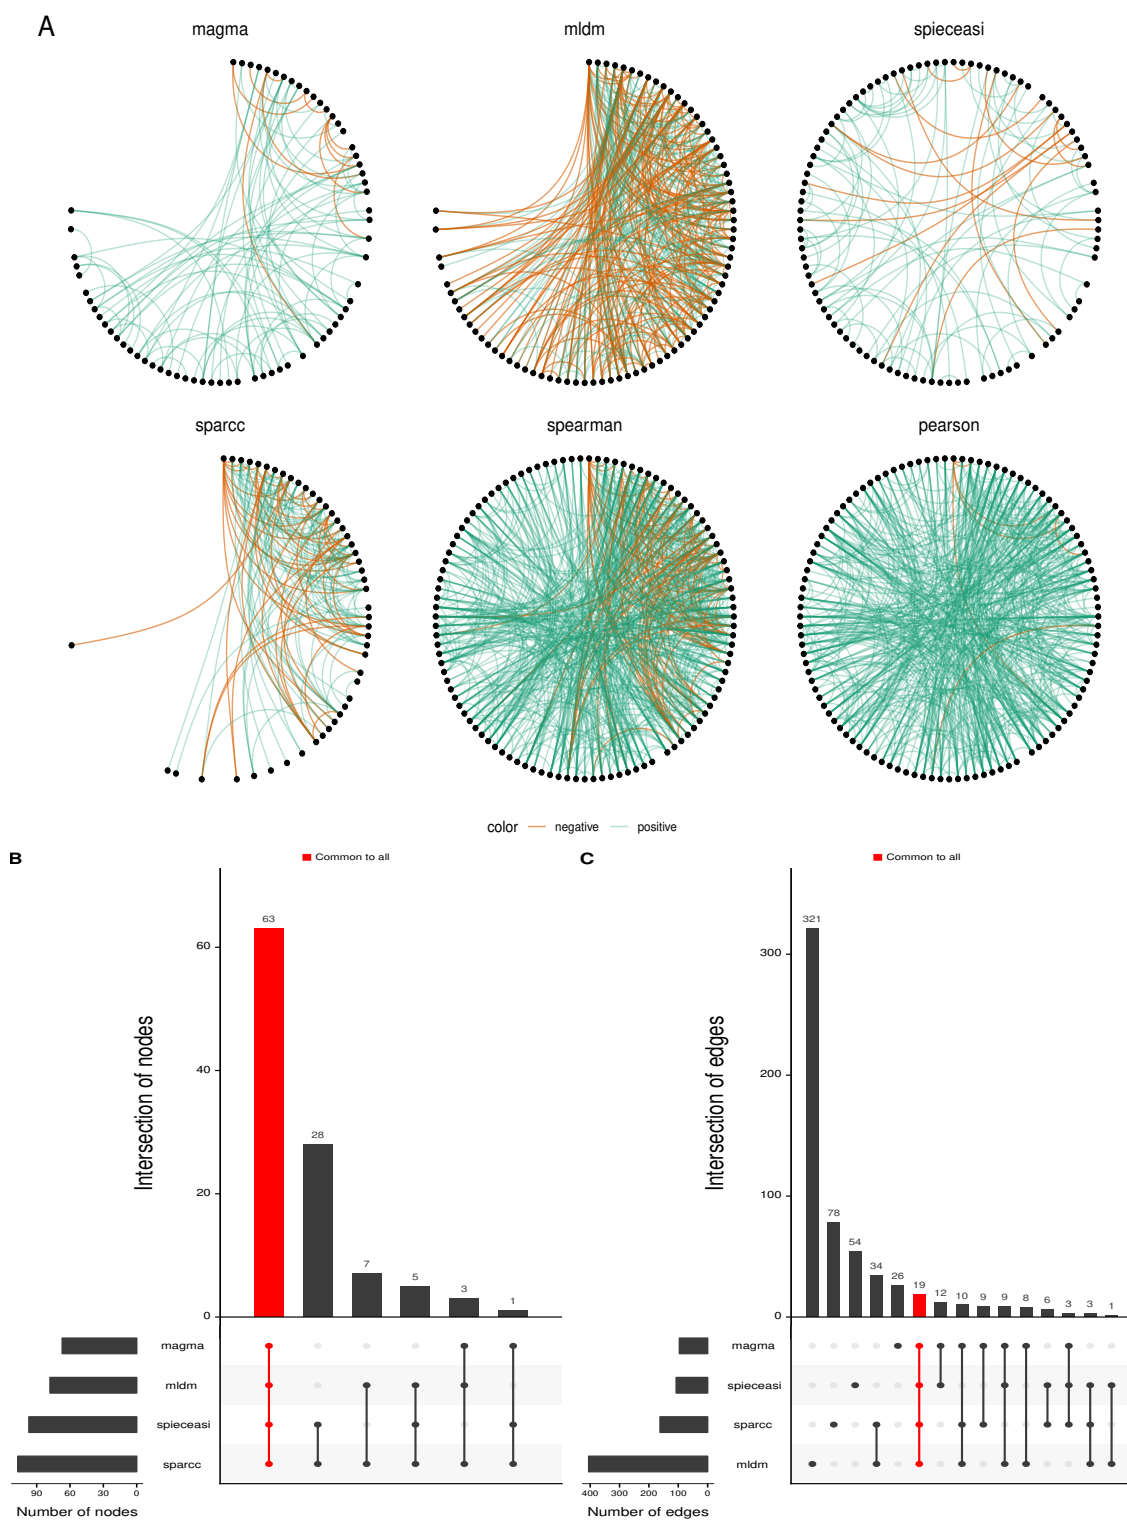 A
magma
mldm
spieceasi
sparcc
spearman
pearson
color negative positive
B
Common to all
Intersection of nodes
60
40
20
0
63
28
7
5
3
1
magma
mldm
spieceasi
sparcc
90 60 30 0
Number of nodes
C
Common to all
Intersection of edges
300
200
100
0
321
78
54
34
26
19
12
10
9
9
8
6
3
3
1
magma
spieceasi
sparcc
mldm
400 300 200 100 0
Number of edges